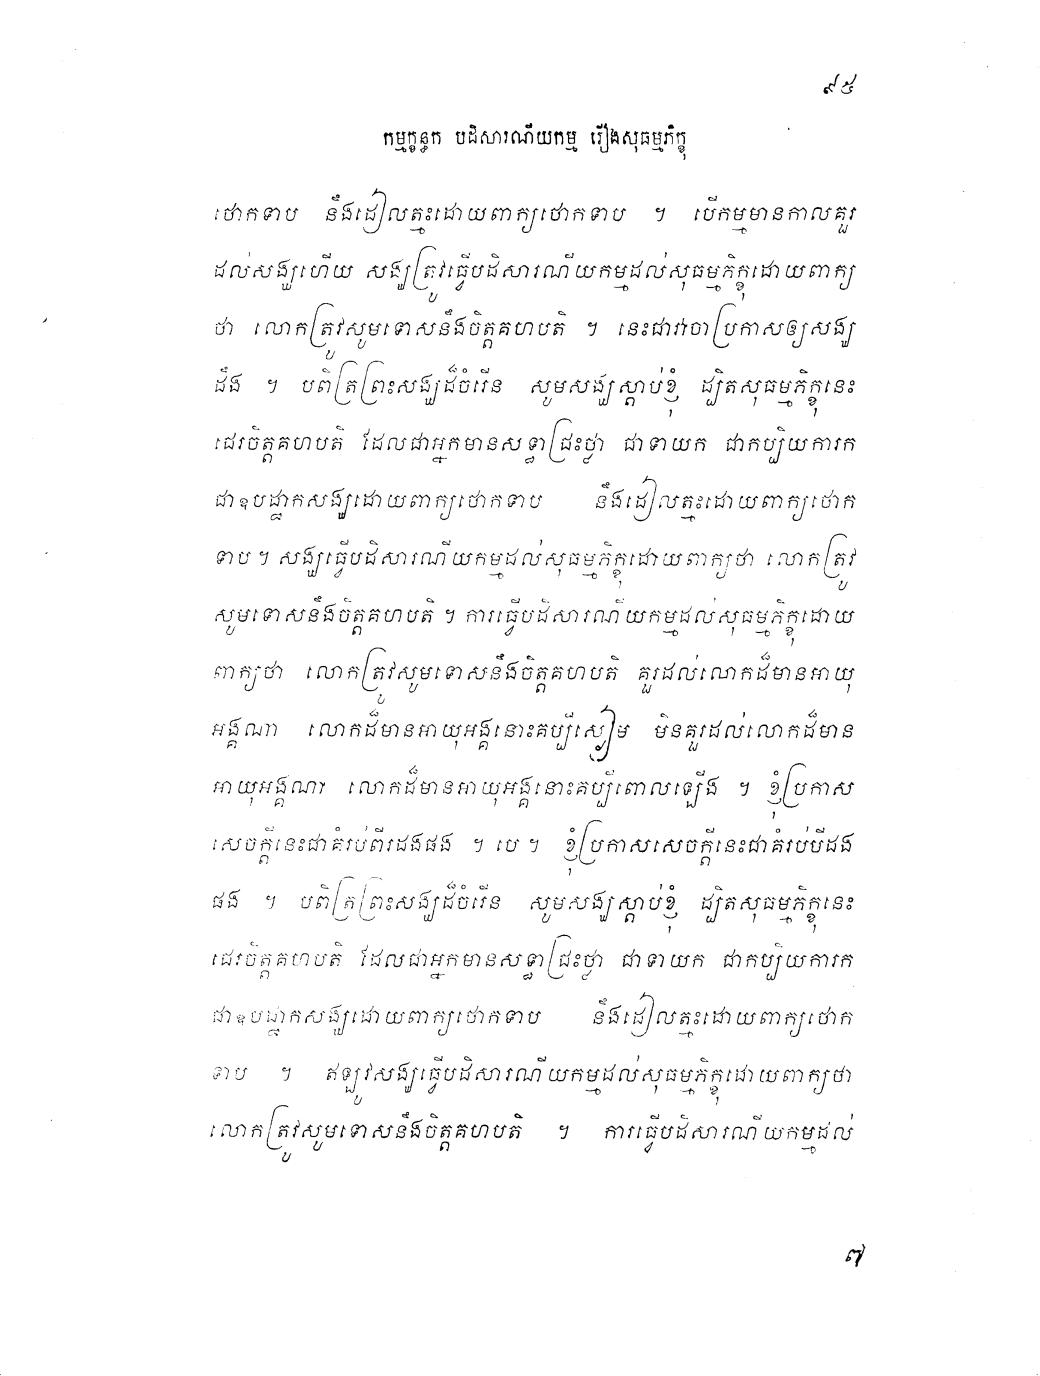 ៩៥
កម្មក្ខន្ធក បដិសារណីយកម្ម រឿងសុធម្មភិក្ខុ
ថោកទាប នឹងដៀលត្មះដោយពាក្យថោកទាប ។ បើកម្មមានកាលគួរ
ដល់សង្ឃហើយ សង្ឃត្រូវធ្វើបដិសារណីយកម្មដល់សុធម្មភិក្ខុដោយពាក្យ
ថា លោកត្រូវសូមទោសនឹងចិត្តគហបតិ ។ នេះជាវាចាប្រកាសឲ្យសង្ឃ
ដឹង ។ បពិត្រព្រះសង្ឃដ៏ចំរើន សូមសង្ឃស្តាប់ខ្ញុំ ដ្បិតសុធម្មភិក្ខុនេះ
ជេរចិត្តគហបតិ ដែលជាអ្នកមានសទ្ធាជ្រះថ្លា ជាទាយក ជាកប្បិយការក
ជាឧបដ្ឋាកសង្ឃដោយពាក្យថោកទាប នឹងដៀលត្មះដោយពាក្យថោក
ទាប ។ សង្ឃធ្វើបដិសារណីយកម្មដល់សុធម្មភិក្ខុដោយពាក្យថា លោកត្រូវ
សូមទោសនឹងចិត្តគហបតិ ។ ការធ្វើបដិសារណីយកម្មដល់សុធម្មភិក្ខុដោយ
ពាក្យថា លោកត្រូវសូមទោសនឹងចិត្តគហបតិ គួរដល់លោកដ៏មានអាយុ
អង្គណា លោកដ៏មានអាយុអង្គនោះគប្បីស្ងៀម មិនគួរដល់លោកដ៏មាន
អាយុអង្គណា លោកដ៏មានអាយុអង្គនោះគប្បីពោលឡើង ។ ខ្ញុំប្រកាស
សេចក្តីនេះជាគំរប់ពីរដងផង ។ បេ ។ ខ្ញុំប្រកាសសេចក្តីនេះជាគំរប់បីដង
ផង ។ បពិត្រព្រះសង្ឃដ៏ចំរើន សូមសង្ឃស្តាប់ខ្ញុំ ដ្បិតសុធម្មភិក្ខុនេះ
ជេរចិត្តគហបតិ ដែលជាអ្នកមានសទ្ធាជ្រះថ្លា ជាទាយក ជាកប្បិយការក
ជាឧបដ្ឋាកសង្ឃដោយពាក្យថោកទាប នឹងដៀលត្មះដោយពាក្យថោក
ទាប ។ ឥឡូវសង្ឃធ្វើបដិសារណីយកម្មដល់សុធម្មភិក្ខុដោយពាក្យថា
លោកត្រូវសូមទោសនឹងចិត្តគហបតិ ។ ការធ្វើបដិសារណីយកម្មដល់
៧